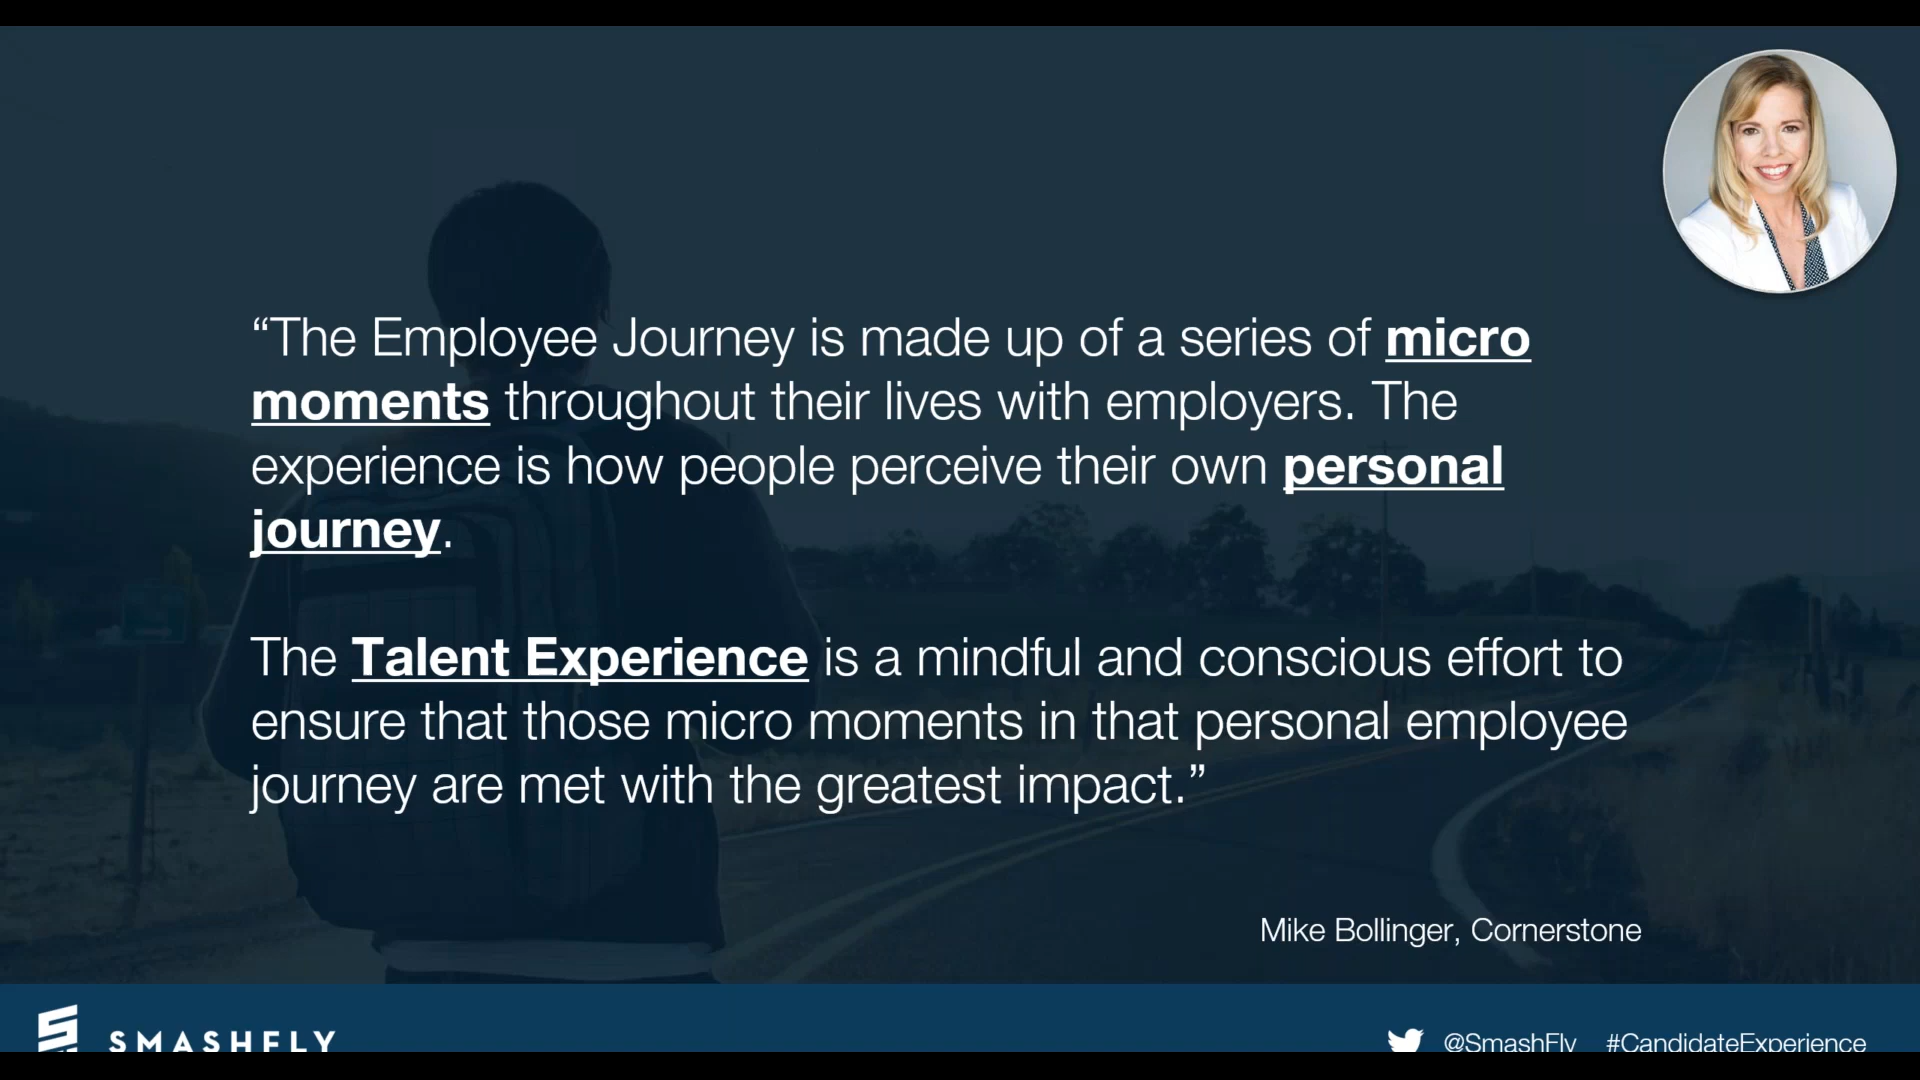 “The Employee Journey is made up of a series of micro
moments throughout their lives with employers. The
experience is how people perceive their own personal
journey.
The Talent Experience is a mindful and conscious effort to
ensure that those micro moments in that personal employee
journey are met with the greatest impact.”
Mike Bollinger, Cornerstone
SMASHFLY
@SmashFly #CandidateExperience